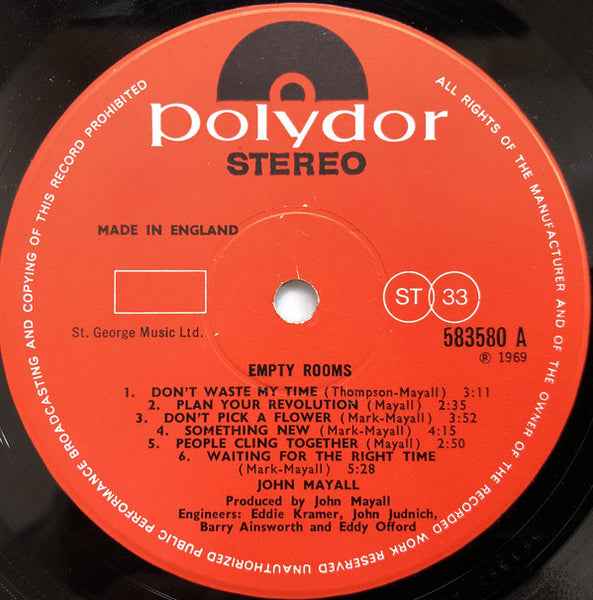 polydor
STEREO
MADE IN ENGLAND
St. George Music Ltd.
ST 33
583580 A
℗ 1969
EMPTY ROOMS
1. DON'T WASTE MY TIME (Thompson-Mayall) 3:11
2. PLAN YOUR REVOLUTION (Mayall) 2:35
3. DON'T PICK A FLOWER (Mark-Mayall) 3:52
4. SOMETHING NEW (Mark-Mayall) 4:15
5. PEOPLE CLING TOGETHER (Mayall) 2:50
6. WAITING FOR THE RIGHT TIME
(Mark-Mayall) 5:28
JOHN MAYALL
Produced by John Mayall
Engineers: Eddie Kramer, John Judnich,
Barry Ainsworth and Eddy Offord
ALL RIGHTS OF THE MANUFACTURER AND OF THE OWNER OF THE RECORDED WORK RESERVED UNAUTHORIZED PUBLIC PERFORMANCE BROADCASTING AND COPYING OF THIS RECORD PROHIBITED